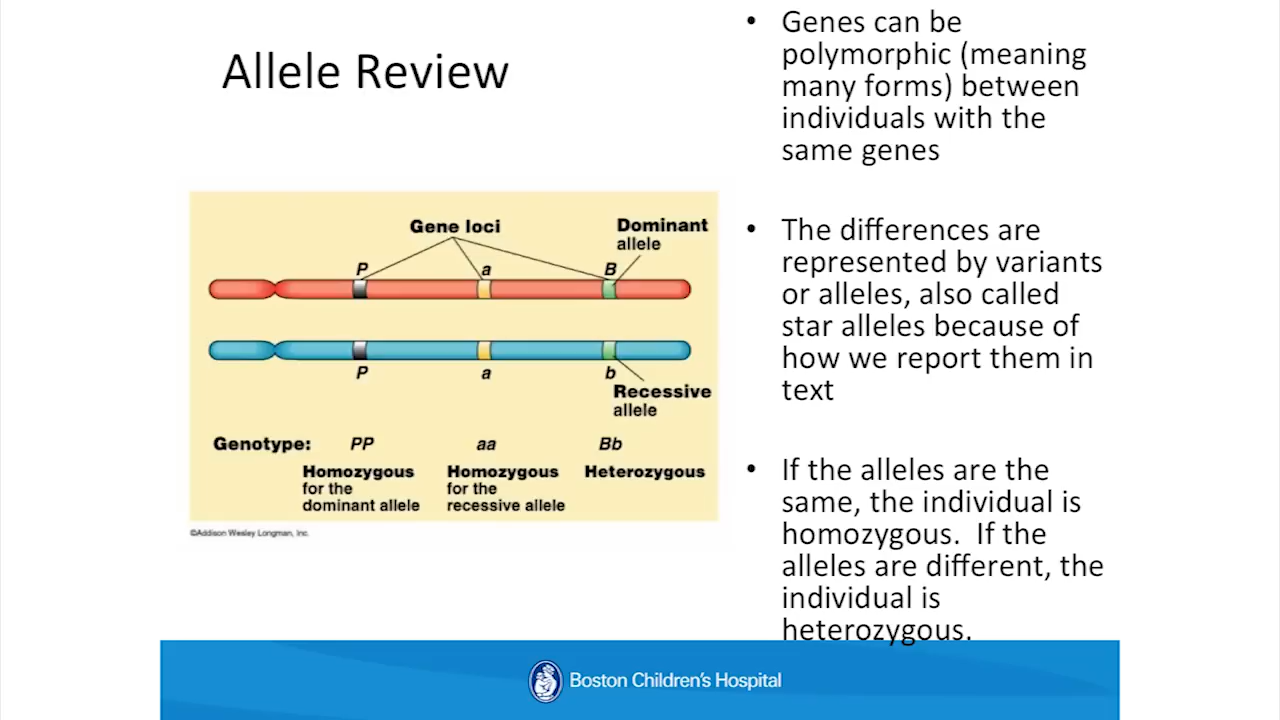 Allele Review
Gene loci
Dominant
allele
P
a
B
P
a
b
Recessive
allele
Genotype:
PP
aa
Bb
Homozygous
for the
dominant allele
Homozygous
for the
recessive allele
Heterozygous
©Addison Wesley Longman, Inc.
• Genes can be
polymorphic (meaning
many forms) between
individuals with the
same genes
• The differences are
represented by variants
or alleles, also called
star alleles because of
how we report them in
text
• If the alleles are the
same, the individual is
homozygous.  If the
alleles are different, the
individual is
heterozygous.
Boston Children's Hospital